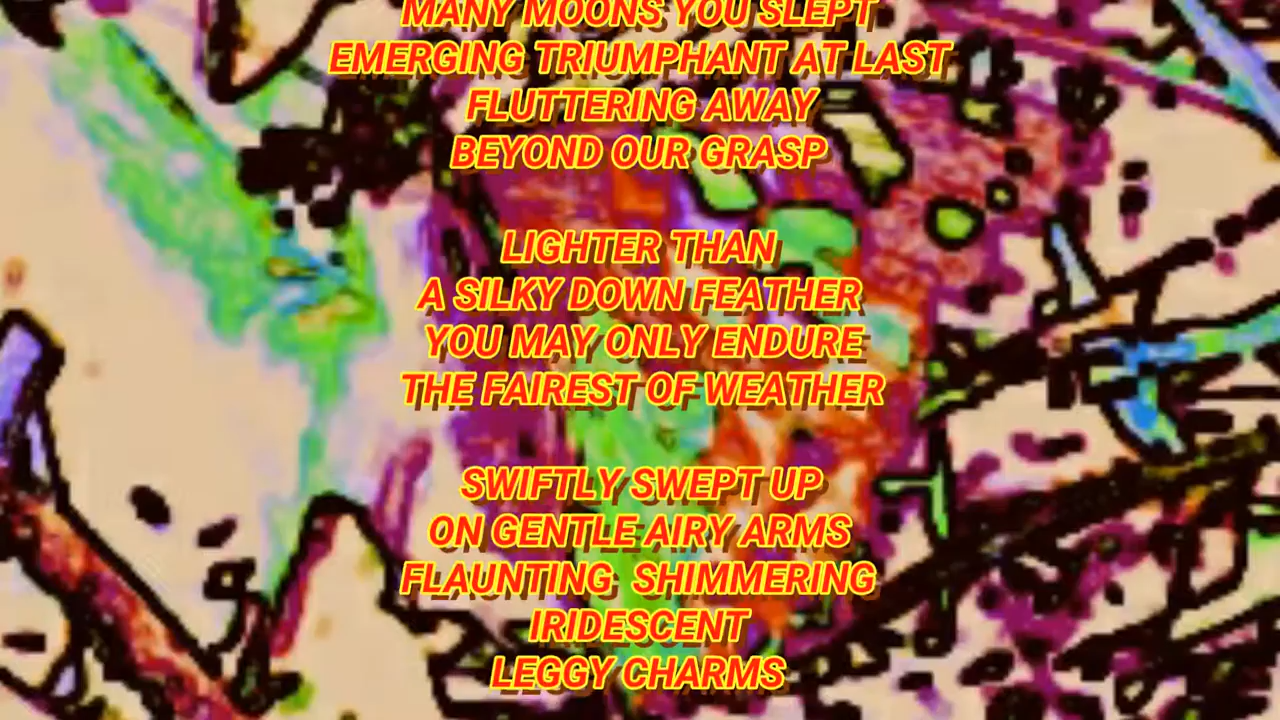 MANY MOONS YOU SLEPT
EMERGING TRIUMPHANT AT LAST
FLUTTERING AWAY
BEYOND OUR GRASP
LIGHTER THAN
A SILKY DOWN FEATHER
YOU MAY ONLY ENDURE
THE FAIREST OF WEATHER
SWIFTLY SWEPT UP
ON GENTLE AIRY ARMS
FLAUNTING SHIMMERING
IRIDESCENT
LEGGY CHARMS